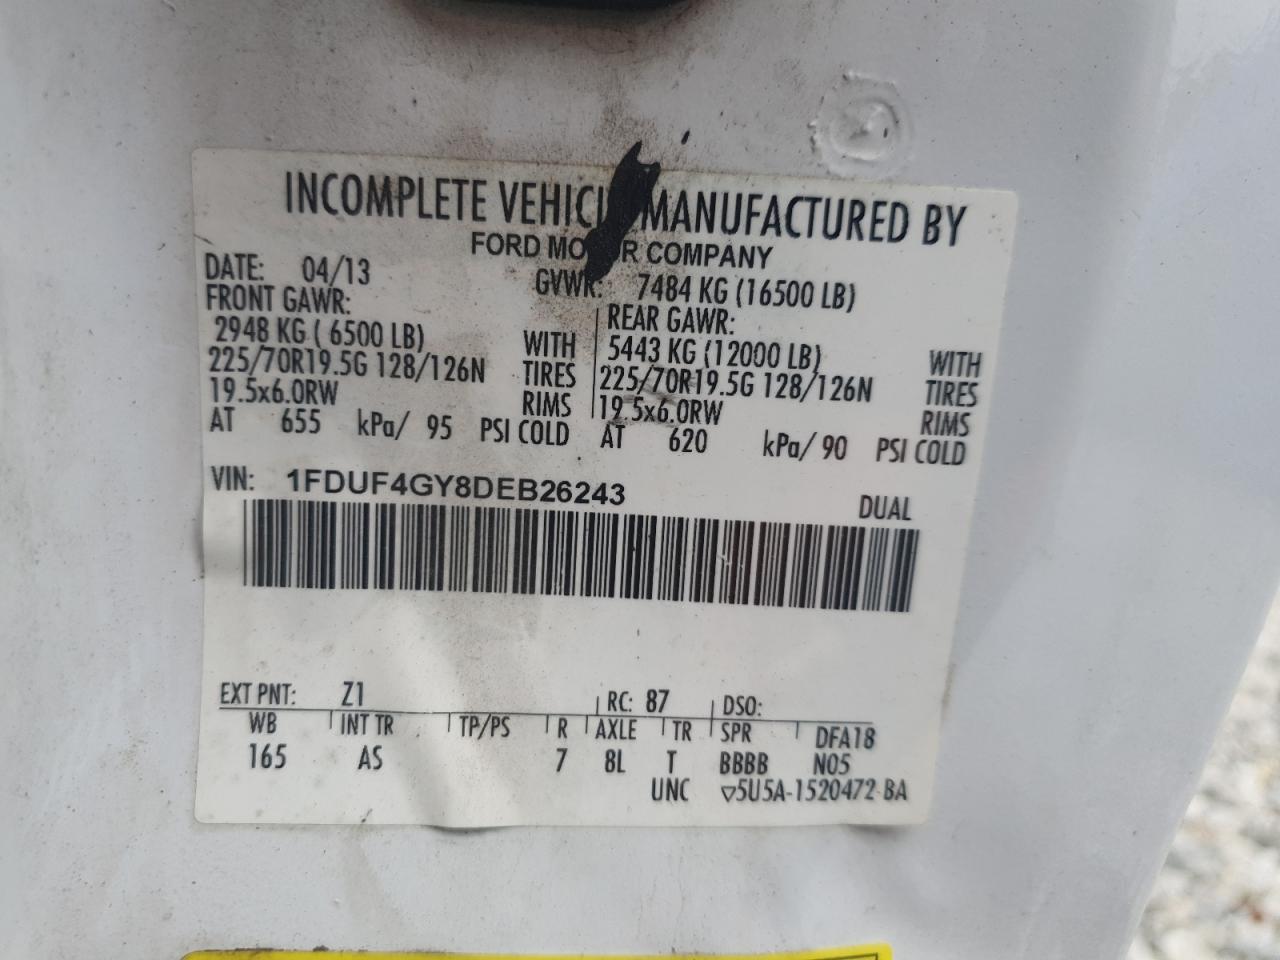 INCOMPLETE VEHICLE MANUFACTURED BY
FORD MOTOR COMPANY
DATE: 04/13 GVWR: 7484 KG (16500 LB)
FRONT GAWR: REAR GAWR:
2948 KG ( 6500 LB) WITH 5443 KG (12000 LB) WITH
225/70R19.5G 128/126N TIRES 225/70R19.5G 128/126N TIRES
19.5x6.0RW RIMS 19.5x6.0RW RIMS
AT 655 kPa/ 95 PSI COLD AT 620 kPa/ 90 PSI COLD
VIN: 1FDUF4GY8DEB26243
DUAL
EXT PNT: Z1 RC: 87 DSO:
WB INT TR TP/PS R AXLE TR SPR DFA18
165 AS 7 8L T BBBB N05
UNC ▽5U5A-1520472-BA